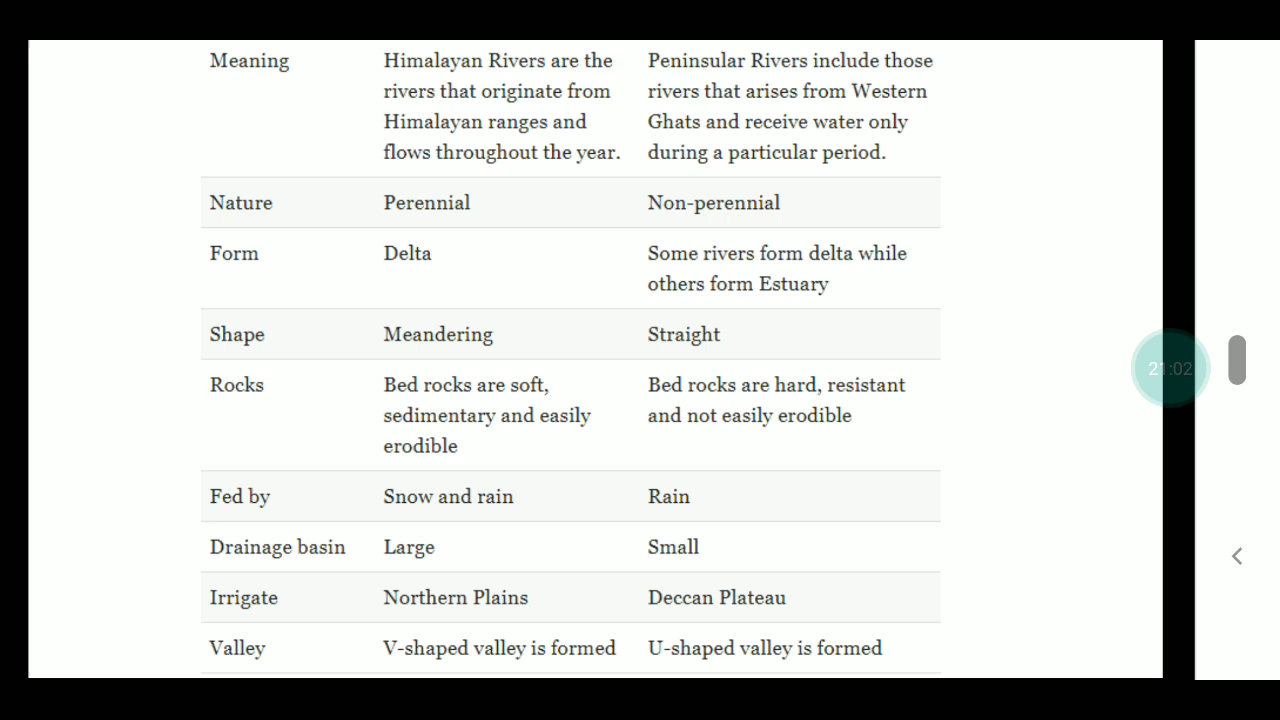 Meaning
Himalayan Rivers are the
rivers that originate from
Himalayan ranges and
flows throughout the year.
Peninsular Rivers include those
rivers that arises from Western
Ghats and receive water only
during a particular period.
Nature
Perennial
Non-perennial
Form
Delta
Some rivers form delta while
others form Estuary
Shape
Meandering
Straight
Rocks
Bed rocks are soft,
sedimentary and easily
erodible
Bed rocks are hard, resistant
and not easily erodible
Fed by
Snow and rain
Rain
Drainage basin
Large
Small
Irrigate
Northern Plains
Deccan Plateau
Valley
V-shaped valley is formed
U-shaped valley is formed
21:02